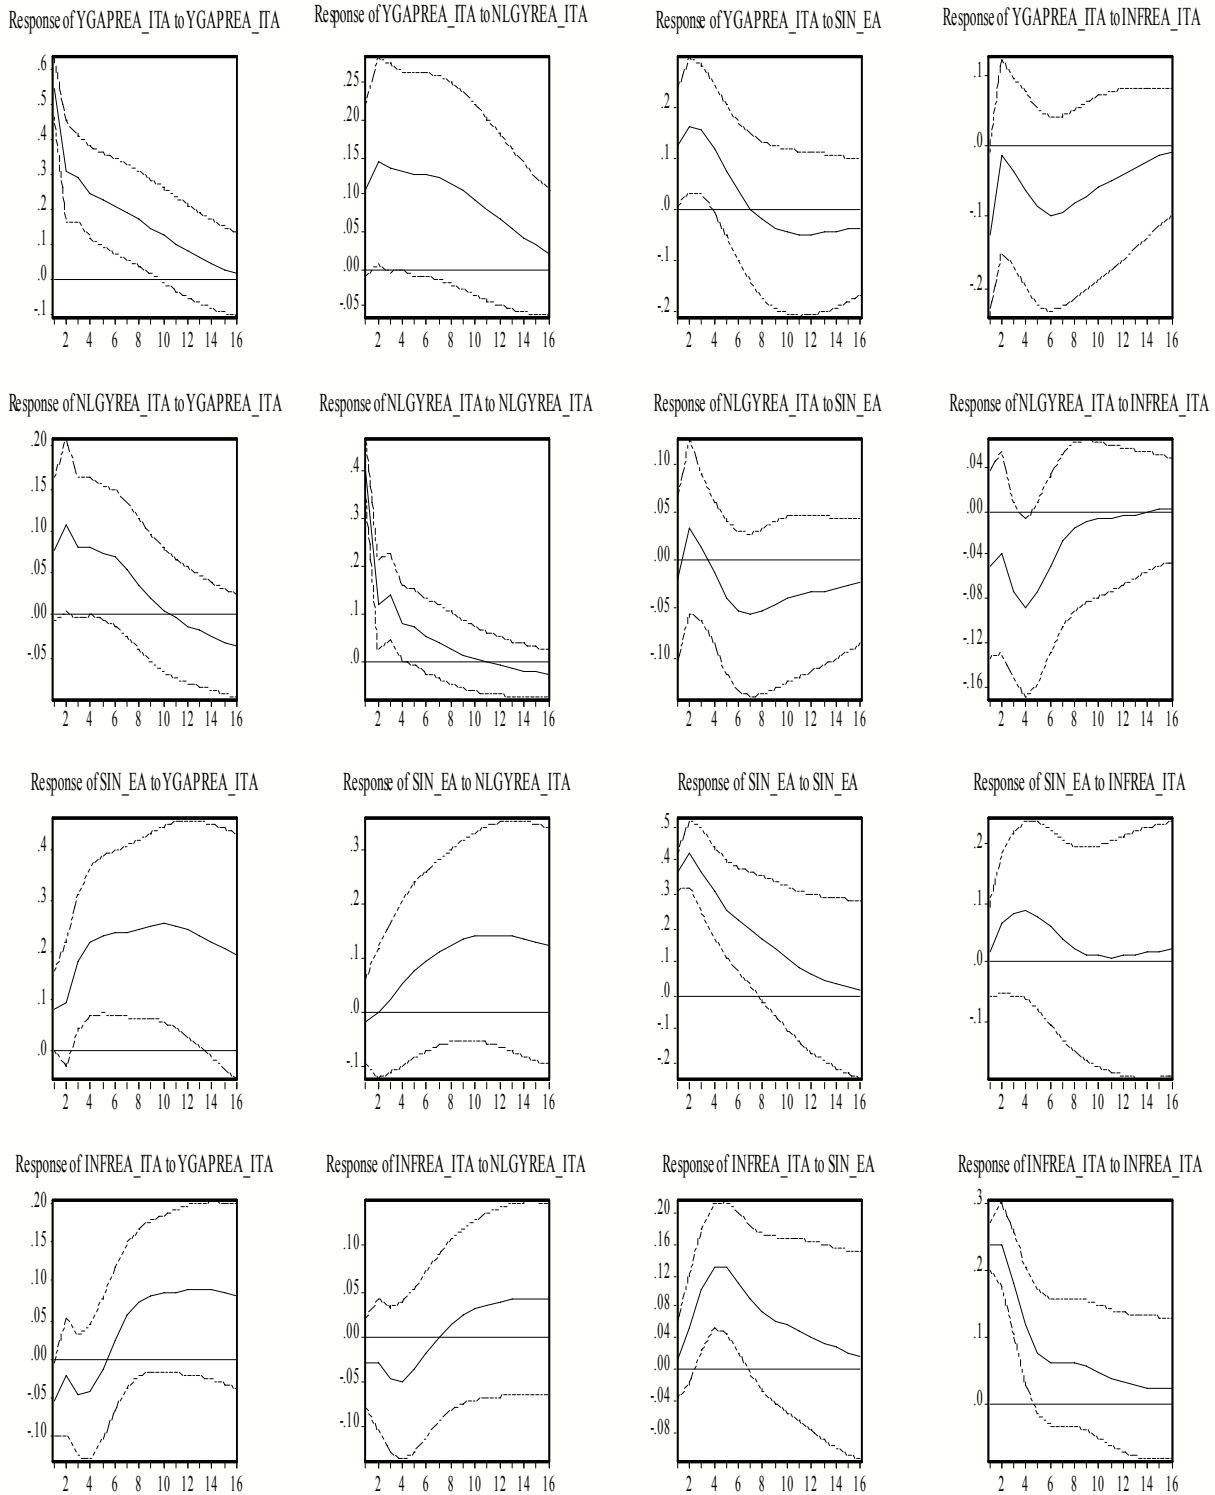 Response of YGAPREA_ITA to YGAPREA_ITA
.6
.5
.4
.3
.2
.1
.0
-.1
2 4 6 8 10 12 14 16
Response of YGAPREA_ITA to NLGYREA_ITA
.25
.20
.15
.10
.05
.00
-.05
2 4 6 8 10 12 14 16
Response of YGAPREA_ITA to SIN_EA
.2
.1
.0
-.1
-.2
2 4 6 8 10 12 14 16
Response of YGAPREA_ITA to INFREA_ITA
.1
.0
-.1
-.2
2 4 6 8 10 12 14 16
Response of NLGYREA_ITA to YGAPREA_ITA
.20
.15
.10
.05
.00
-.05
2 4 6 8 10 12 14 16
Response of NLGYREA_ITA to NLGYREA_ITA
.4
.3
.2
.1
.0
2 4 6 8 10 12 14 16
Response of NLGYREA_ITA to SIN_EA
.10
.05
.00
-.05
-.10
2 4 6 8 10 12 14 16
Response of NLGYREA_ITA to INFREA_ITA
.04
.00
-.04
-.08
-.12
-.16
2 4 6 8 10 12 14 16
Response of SIN_EA to YGAPREA_ITA
.4
.3
.2
.1
.0
2 4 6 8 10 12 14 16
Response of SIN_EA to NLGYREA_ITA
.3
.2
.1
.0
-.1
2 4 6 8 10 12 14 16
Response of SIN_EA to SIN_EA
.5
.4
.3
.2
.1
.0
-.1
-.2
2 4 6 8 10 12 14 16
Response of SIN_EA to INFREA_ITA
.2
.1
.0
-.1
2 4 6 8 10 12 14 16
Response of INFREA_ITA to YGAPREA_ITA
.20
.15
.10
.05
.00
-.05
-.10
2 4 6 8 10 12 14 16
Response of INFREA_ITA to NLGYREA_ITA
.10
.05
.00
-.05
-.10
2 4 6 8 10 12 14 16
Response of INFREA_ITA to SIN_EA
.20
.16
.12
.08
.04
.00
-.04
-.08
2 4 6 8 10 12 14 16
Response of INFREA_ITA to INFREA_ITA
.3
.2
.1
.0
2 4 6 8 10 12 14 16